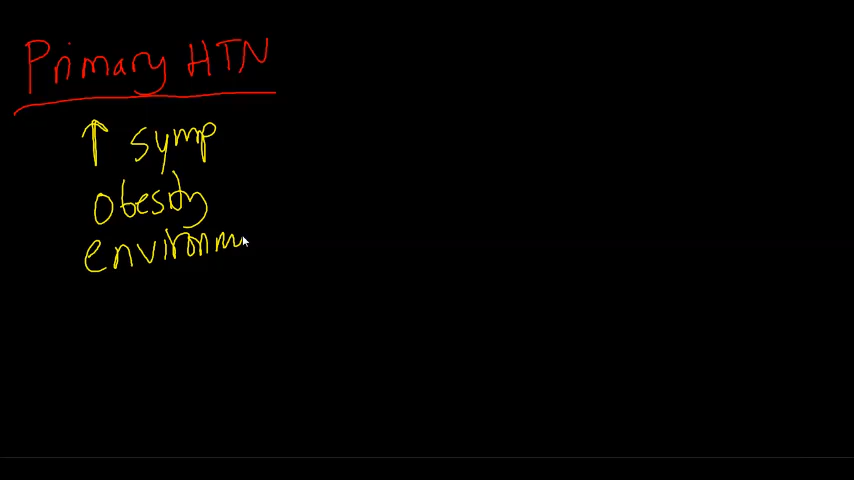 Primary HTN
↑ symp
obesity
environm